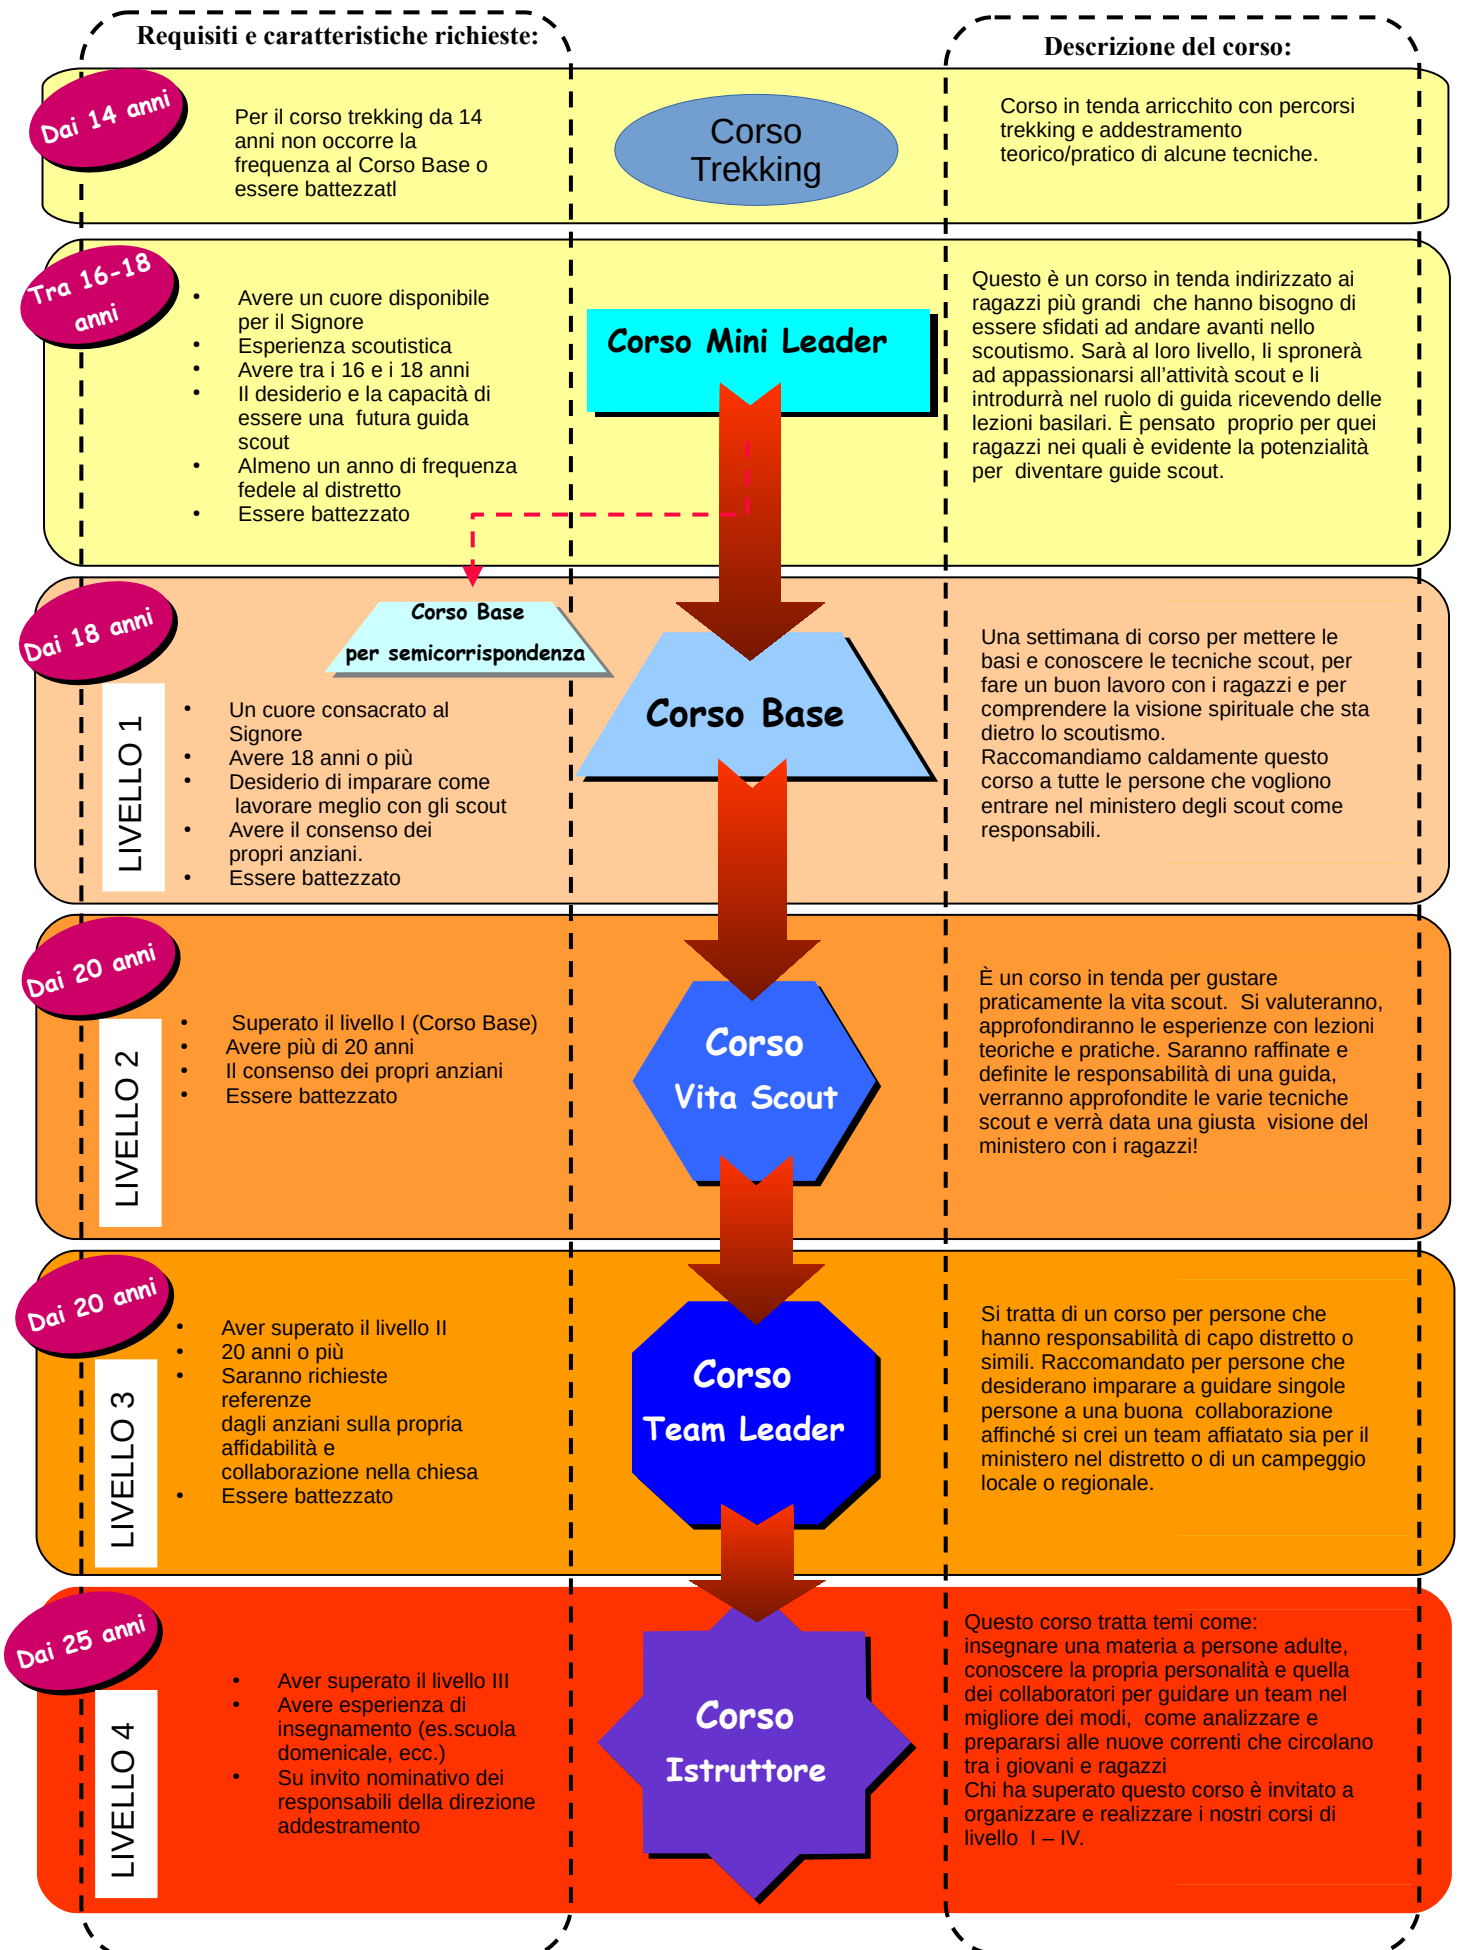 Requisiti e caratteristiche richieste:
Descrizione del corso:
Dai 14 anni
Per il corso trekking da 14
anni non occorre la
frequenza al Corso Base o
essere battezzatI
Corso
Trekking
Corso in tenda arricchito con percorsi
trekking e addestramento
teorico/pratico di alcune tecniche.
Tra 16-18
anni
• Avere un cuore disponibile
per il Signore
• Esperienza scoutistica
• Avere tra i 16 e i 18 anni
• Il desiderio e la capacità di
essere una futura guida
scout
• Almeno un anno di frequenza
fedele al distretto
• Essere battezzato
Corso Mini Leader
Questo è un corso in tenda indirizzato ai
ragazzi più grandi che hanno bisogno di
essere sfidati ad andare avanti nello
scoutismo. Sarà al loro livello, li spronerà
ad appassionarsi all’attività scout e li
introdurrà nel ruolo di guida ricevendo delle
lezioni basilari. È pensato proprio per quei
ragazzi nei quali è evidente la potenzialità
per diventare guide scout.
Dai 18 anni
LIVELLO 1
Corso Base
per semicorrispondenza
• Un cuore consacrato al
Signore
• Avere 18 anni o più
• Desiderio di imparare come
lavorare meglio con gli scout
• Avere il consenso dei
propri anziani.
• Essere battezzato
Corso Base
Una settimana di corso per mettere le
basi e conoscere le tecniche scout, per
fare un buon lavoro con i ragazzi e per
comprendere la visione spirituale che sta
dietro lo scoutismo.
Raccomandiamo caldamente questo
corso a tutte le persone che vogliono
entrare nel ministero degli scout come
responsabili.
Dai 20 anni
LIVELLO 2
• Superato il livello I (Corso Base)
• Avere più di 20 anni
• Il consenso dei propri anziani
• Essere battezzato
Corso
Vita Scout
È un corso in tenda per gustare
praticamente la vita scout. Si valuteranno,
approfondiranno le esperienze con lezioni
teoriche e pratiche. Saranno raffinate e
definite le responsabilità di una guida,
verranno approfondite le varie tecniche
scout e verrà data una giusta visione del
ministero con i ragazzi!
Dai 20 anni
LIVELLO 3
• Aver superato il livello II
• 20 anni o più
• Saranno richieste
referenze
dagli anziani sulla propria
affidabilità e
collaborazione nella chiesa
• Essere battezzato
Corso
Team Leader
Si tratta di un corso per persone che
hanno responsabilità di capo distretto o
simili. Raccomandato per persone che
desiderano imparare a guidare singole
persone a una buona collaborazione
affinché si crei un team affiatato sia per il
ministero nel distretto o di un campeggio
locale o regionale.
Dai 25 anni
LIVELLO 4
• Aver superato il livello III
• Avere esperienza di
insegnamento (es.scuola
domenicale, ecc.)
• Su invito nominativo dei
responsabili della direzione
addestramento
Corso
Istruttore
Questo corso tratta temi come:
insegnare una materia a persone adulte,
conoscere la propria personalità e quella
dei collaboratori per guidare un team nel
migliore dei modi, come analizzare e
prepararsi alle nuove correnti che circolano
tra i giovani e ragazzi
Chi ha superato questo corso è invitato a
organizzare e realizzare i nostri corsi di
livello I – IV.